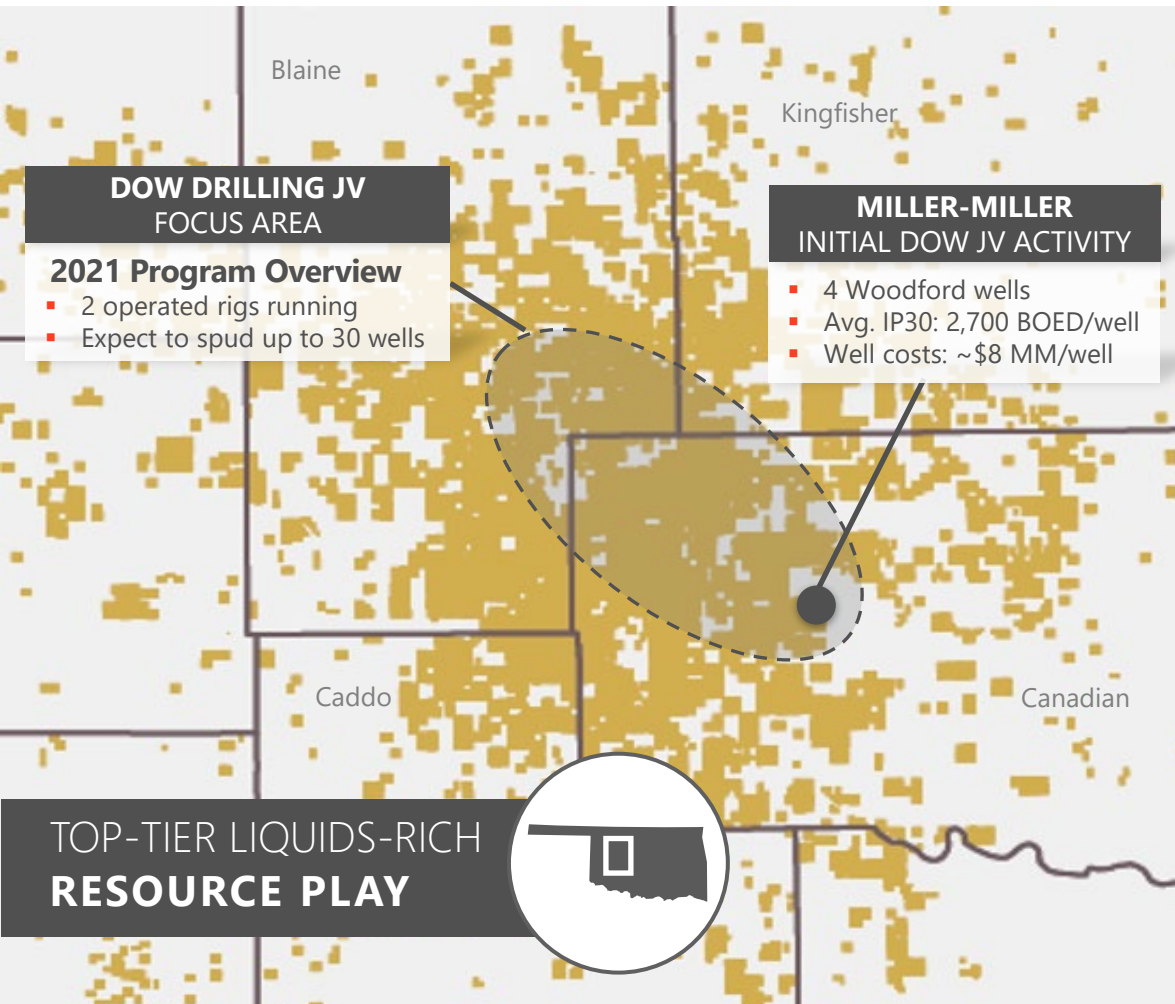 Blaine
Kingfisher
DOW DRILLING JV
FOCUS AREA
2021 Program Overview
▪ 2 operated rigs running
▪ Expect to spud up to 30 wells
MILLER-MILLER
INITIAL DOW JV ACTIVITY
▪ 4 Woodford wells
▪ Avg. IP30: 2,700 BOED/well
▪ Well costs: ~$8 MM/well
Caddo
Canadian
TOP-TIER LIQUIDS-RICH
RESOURCE PLAY